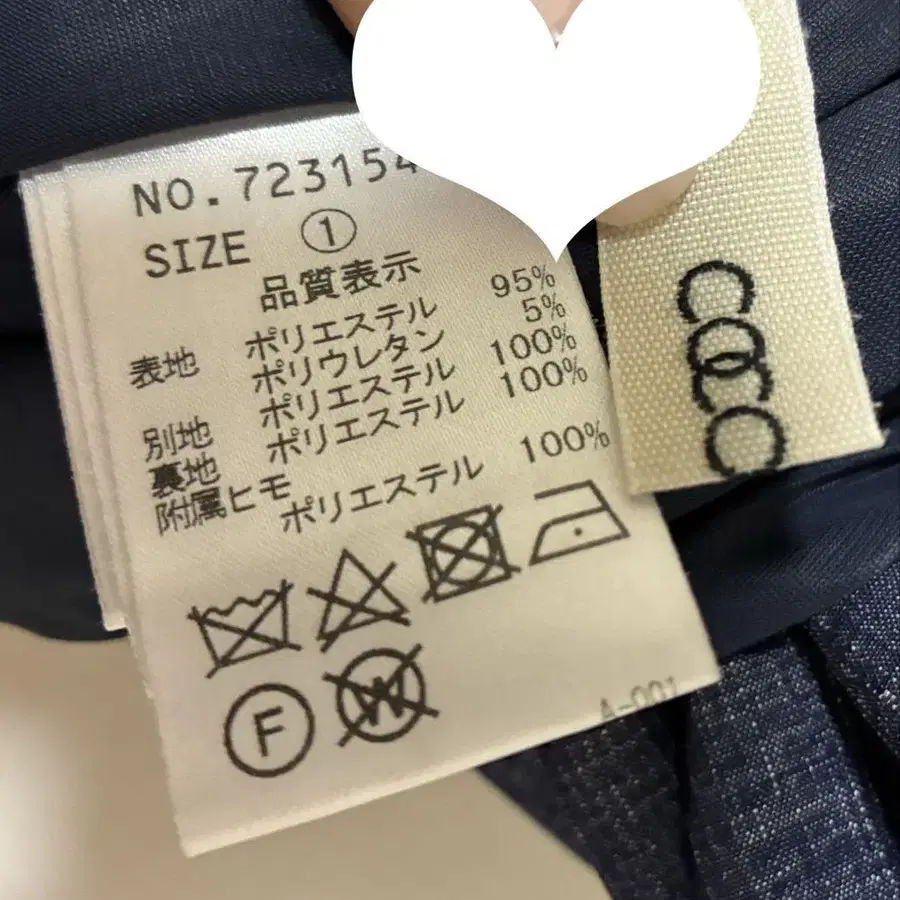 NO.723154
SIZE ①
品質表示
表地 ポリエステル 95%
ポリウレタン 5%
別地 ポリエステル 100%
裏地 ポリエステル 100%
附属ヒモ ポリエステル 100%
F
W
A-001
COCC